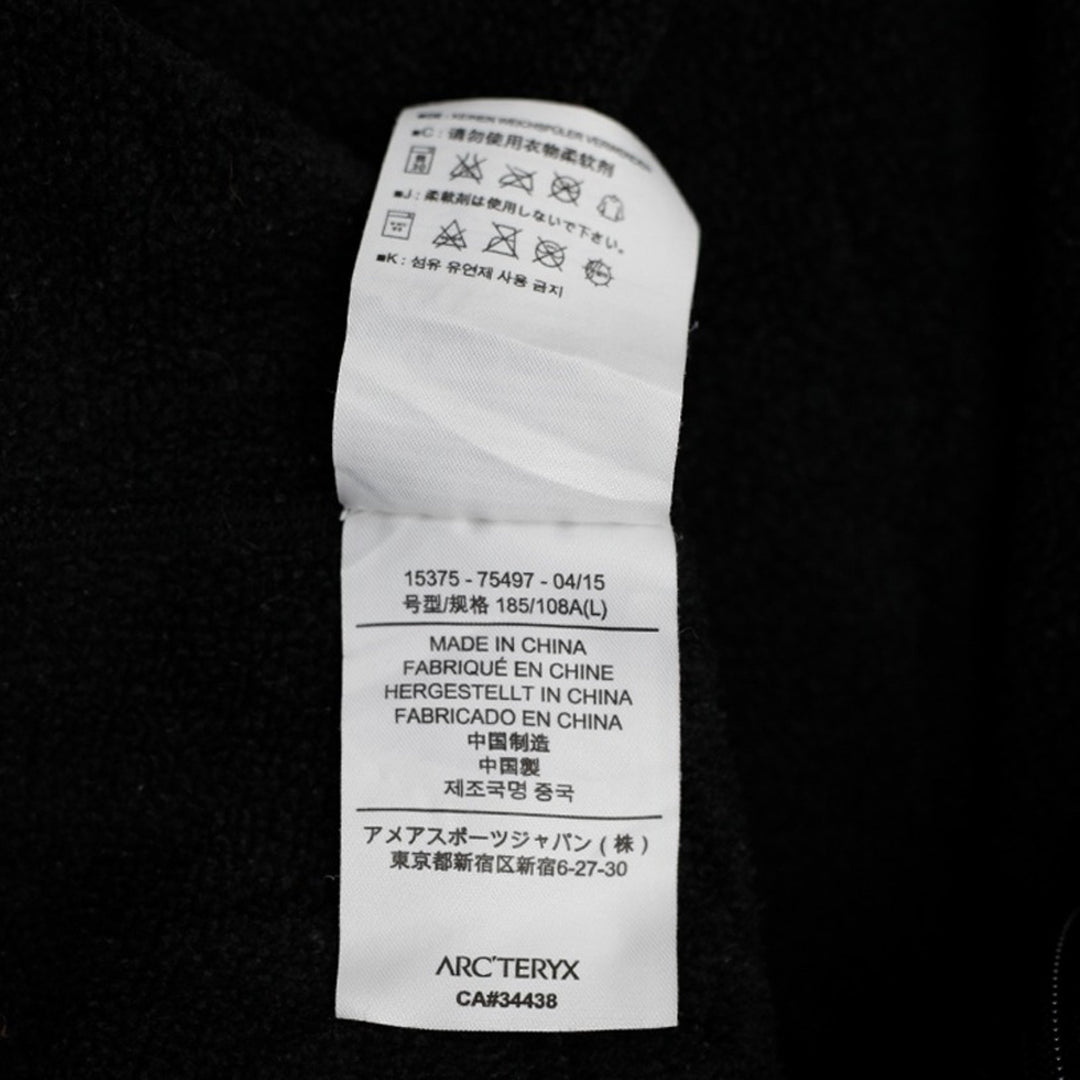 ■DE - KEINEN WEICHSPÜLER VERWENDEN
■C : 请勿使用衣物柔软剂
■J : 柔軟剤は使用しないで下さい。
■K : 섬유 유연제 사용 금지
15375 - 75497 - 04/15
号型/规格 185/108A(L)
MADE IN CHINA
FABRIQUÉ EN CHINE
HERGESTELLT IN CHINA
FABRICADO EN CHINA
中国制造
中国製
제조국명 중국
アメアスポーツジャパン ( 株 )
東京都新宿区新宿6-27-30
ARC'TERYX
CA#34438